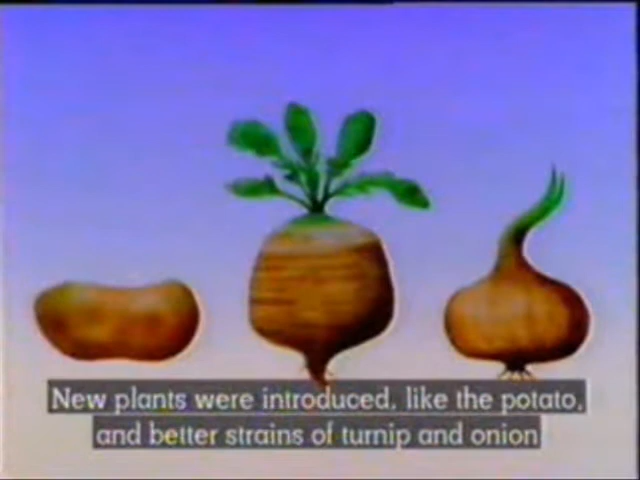 New plants were introduced, like the potato,
and better strains of turnip and onion